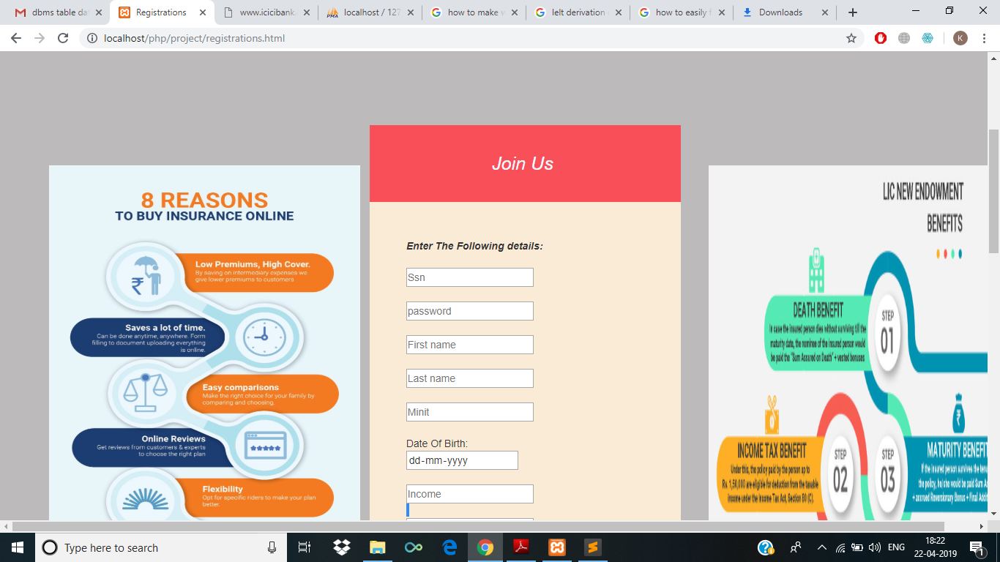 dbms table da
Registrations
www.icicibank
localhost / 127
how to make w
lelt derivation
how to easily f
Downloads
localhost/php/project/registrations.html
K
Join Us
8 REASONS
TO BUY INSURANCE ONLINE
Low Premiums, High Cover.
By saving on intermediary expenses we
give lower premiums to customers
Saves a lot of time.
Can be done anytime, anywhere. Form
filling to document uploading everything
is online.
Easy comparisons
Make the right choice for your family by
comparing and choosing.
Online Reviews
Get reviews from customers & experts
to choose the right plan
Flexibility
Opt for specific riders to make your plan
better.
Enter The Following details:
Ssn
password
First name
Last name
Minit
Date Of Birth:
dd-mm-yyyy
Income
LIC NEW ENDOWMENT
BENEFITS
DEATH BENEFIT
In case the insured person dies without surviving till the
maturity date, the nominee of the insured person would
be paid the "Sum Assured on Death" + vested bonuses
STEP
01
INCOME TAX BENEFIT
Under this, the policy paid by the person up to
Rs. 1,50,000 are eligible for deduction from the taxable
income under the Income Tax Act, Section 80 (C).
STEP
02
STEP
03
MATURITY BENEFIT
If the insured person survives the tenu
the policy, he/she would be paid Sum As
+ accrued Reversionary Bonus + Final Addit
Type here to search
ENG
18:22
22-04-2019
1